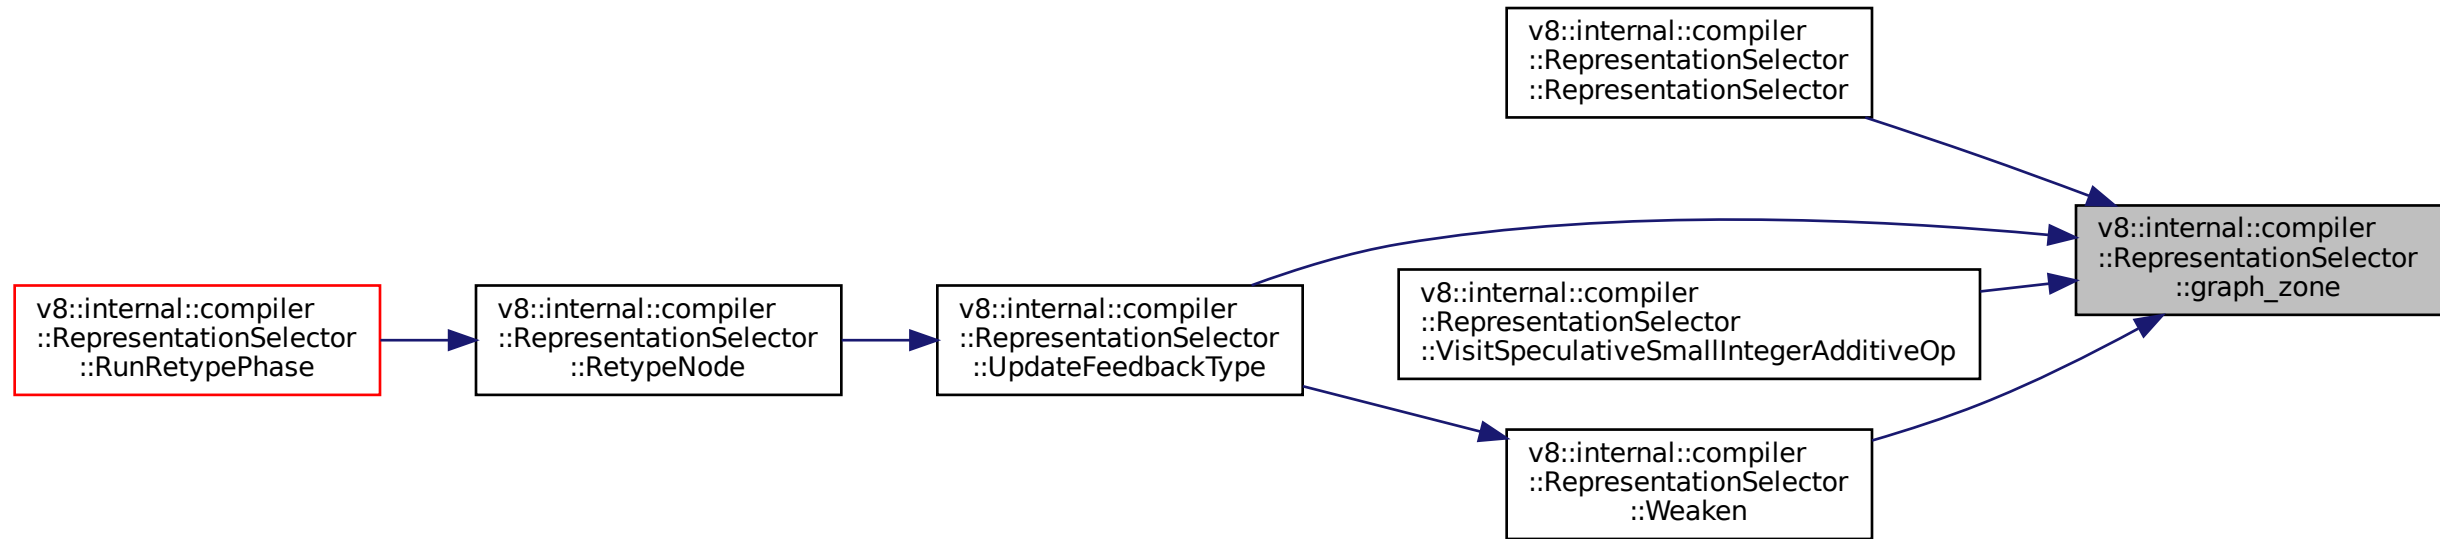 v8::internal::compiler
::RepresentationSelector
::RepresentationSelector
v8::internal::compiler
::RepresentationSelector
::graph_zone
v8::internal::compiler
::RepresentationSelector
::RunRetypePhase
v8::internal::compiler
::RepresentationSelector
::RetypeNode
v8::internal::compiler
::RepresentationSelector
::UpdateFeedbackType
v8::internal::compiler
::RepresentationSelector
::VisitSpeculativeSmallIntegerAdditiveOp
v8::internal::compiler
::RepresentationSelector
::Weaken